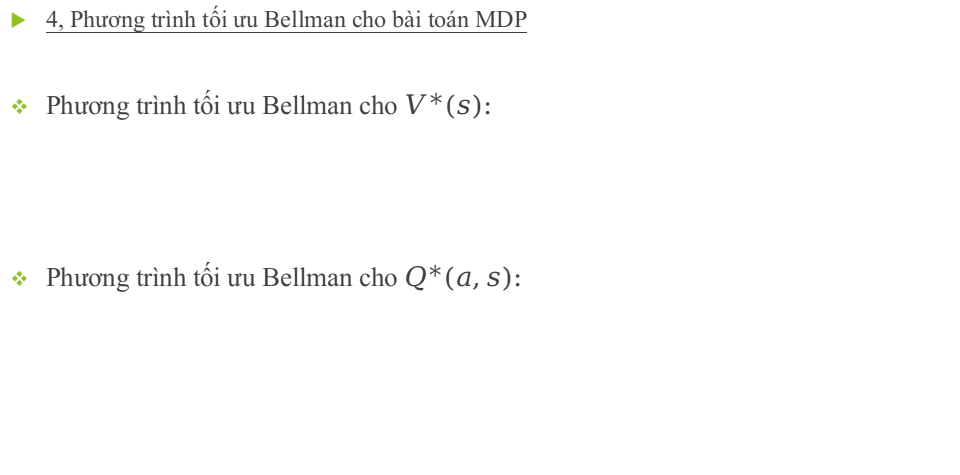 4, Phương trình tối ưu Bellman cho bài toán MDP
Phương trình tối ưu Bellman cho V*(s):
Phương trình tối ưu Bellman cho Q*(a, s):